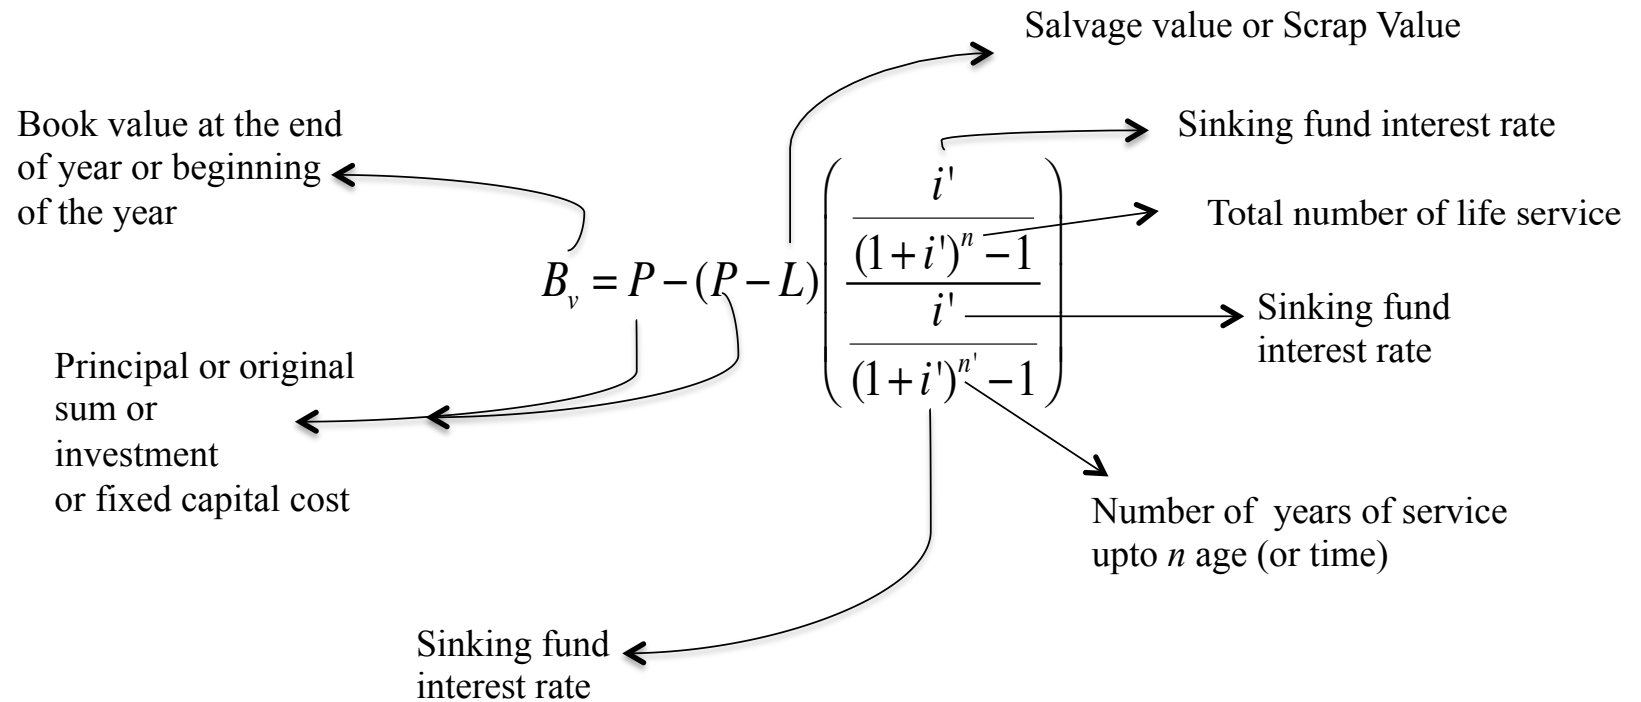 Salvage value or Scrap Value
Book value at the end
of year or beginning
of the year
Sinking fund interest rate
Total number of life service
B_v = P − (P − L) ( (i' / ((1 + i')^n − 1)) / (i' / ((1 + i')^n' − 1)) )
Sinking fund
interest rate
Principal or original
sum or
investment
or fixed capital cost
Number of years of service
upto n age (or time)
Sinking fund
interest rate